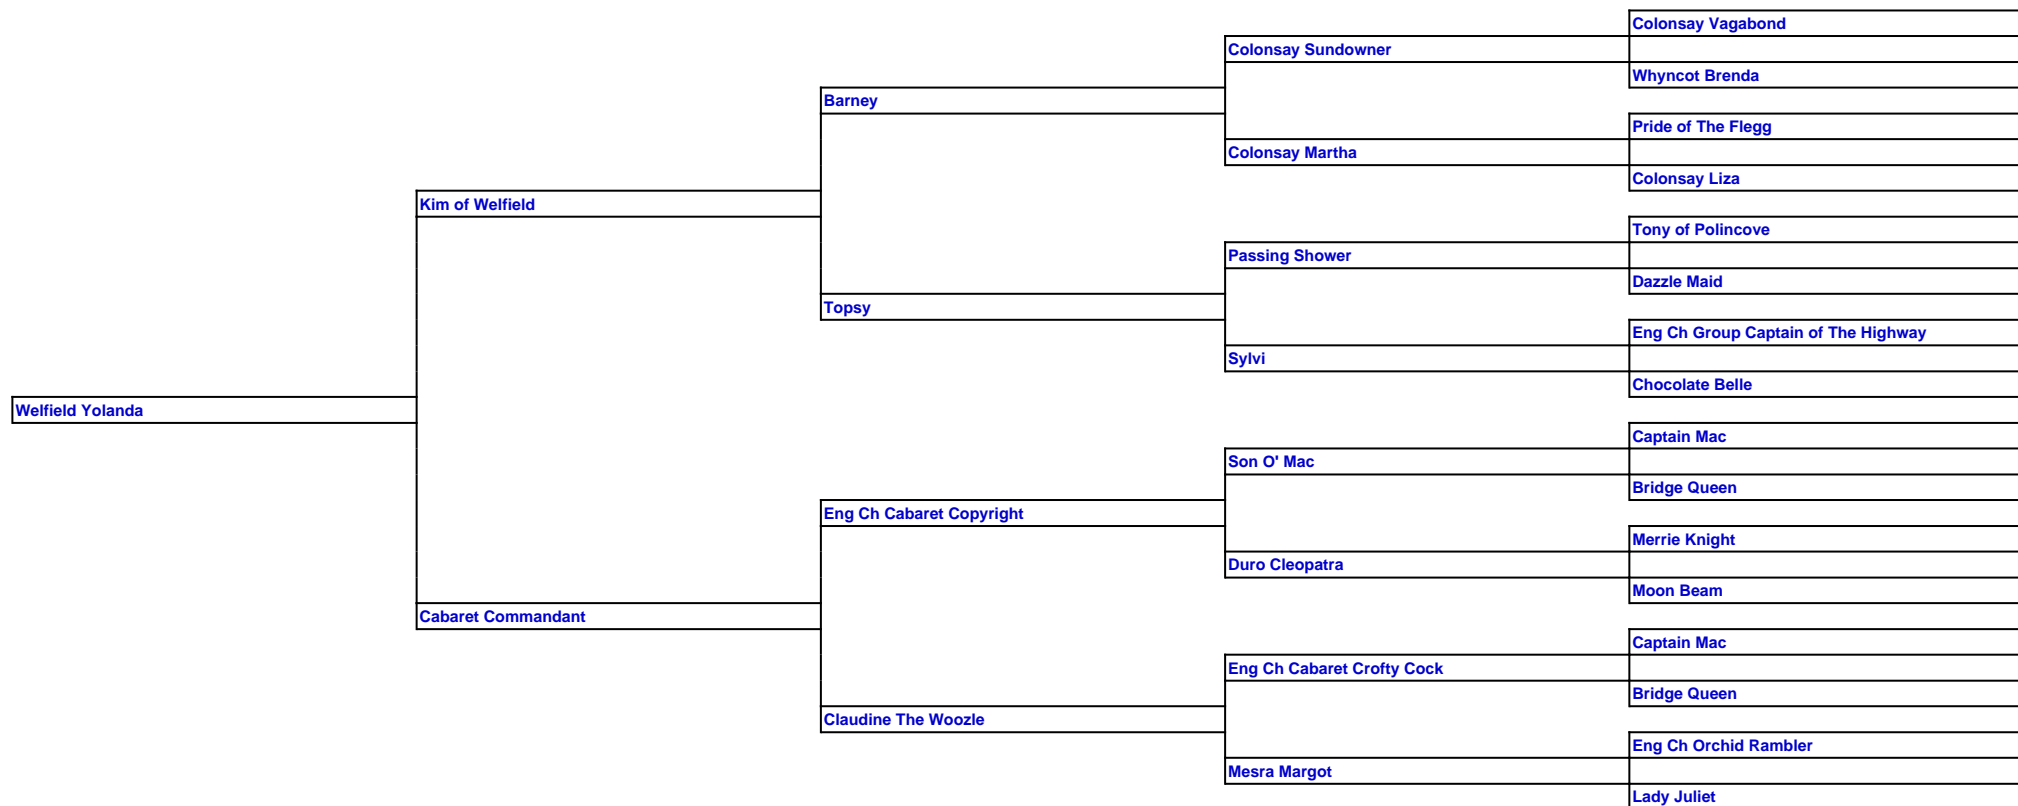 Colonsay Vagabond
Colonsay Sundowner
Whyncot Brenda
Barney
Pride of The Flegg
Colonsay Martha
Colonsay Liza
Kim of Welfield
Tony of Polincove
Passing Shower
Dazzle Maid
Topsy
Eng Ch Group Captain of The Highway
Sylvi
Chocolate Belle
Welfield Yolanda
Captain Mac
Son O' Mac
Bridge Queen
Eng Ch Cabaret Copyright
Merrie Knight
Duro Cleopatra
Moon Beam
Cabaret Commandant
Captain Mac
Eng Ch Cabaret Crofty Cock
Bridge Queen
Claudine The Woozle
Eng Ch Orchid Rambler
Mesra Margot
Lady Juliet